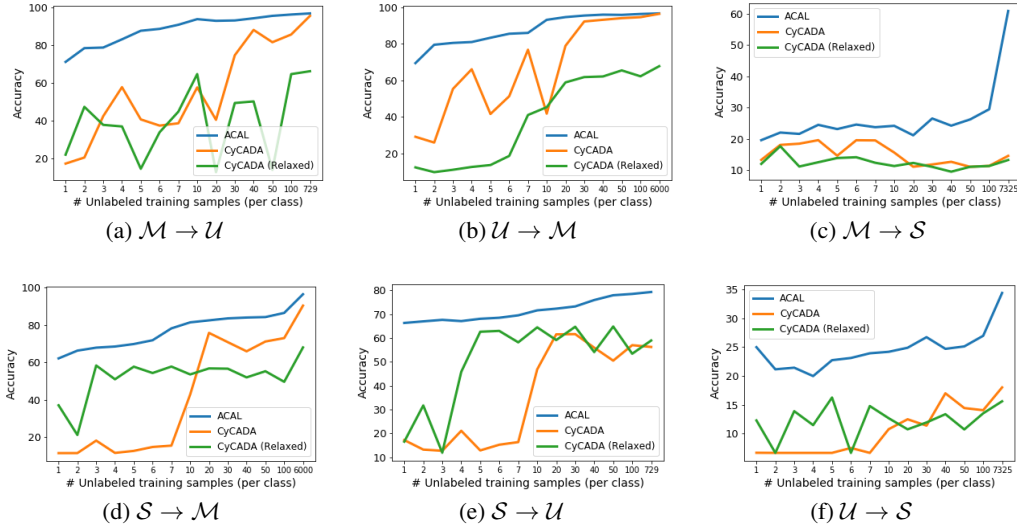 100
80
60
40
20
Accuracy
1 2 3 4 5 6 7 10 20 30 40 50 100 729
# Unlabeled training samples (per class)
ACAL
CyCADA
CyCADA (Relaxed)
(a) ℳ → 𝒰
100
80
60
40
20
Accuracy
1 2 3 4 5 6 7 10 20 30 40 50 100 6000
# Unlabeled training samples (per class)
ACAL
CyCADA
CyCADA (Relaxed)
(b) 𝒰 → ℳ
60
50
40
30
20
10
Accuracy
1 2 3 4 5 6 7 10 20 30 40 50 100 7325
# Unlabeled training samples (per class)
ACAL
CyCADA
CyCADA (Relaxed)
(c) ℳ → 𝒮
100
80
60
40
20
Accuracy
1 2 3 4 5 6 7 10 20 30 40 50 100 6000
# Unlabeled training samples (per class)
ACAL
CyCADA
CyCADA (Relaxed)
(d) 𝒮 → ℳ
80
70
60
50
40
30
20
10
Accuracy
1 2 3 4 5 6 7 10 20 30 40 50 100 729
# Unlabeled training samples (per class)
ACAL
CyCADA
CyCADA (Relaxed)
(e) 𝒮 → 𝒰
35
30
25
20
15
10
Accuracy
1 2 3 4 5 6 7 10 20 30 40 50 100 7325
# Unlabeled training samples (per class)
ACAL
CyCADA
CyCADA (Relaxed)
(f) 𝒰 → 𝒮